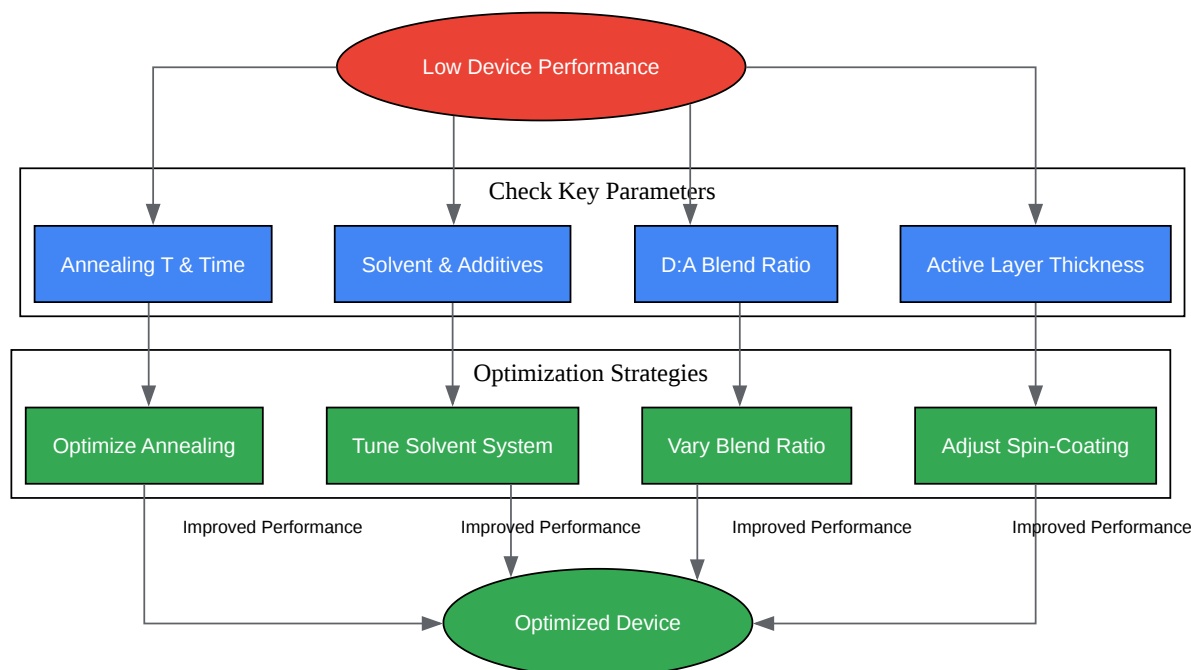 Low Device Performance
Check Key Parameters
Annealing T & Time
Solvent & Additives
D:A Blend Ratio
Active Layer Thickness
Optimization Strategies
Optimize Annealing
Tune Solvent System
Vary Blend Ratio
Adjust Spin-Coating
Improved Performance
Improved Performance
Improved Performance
Improved Performance
Optimized Device